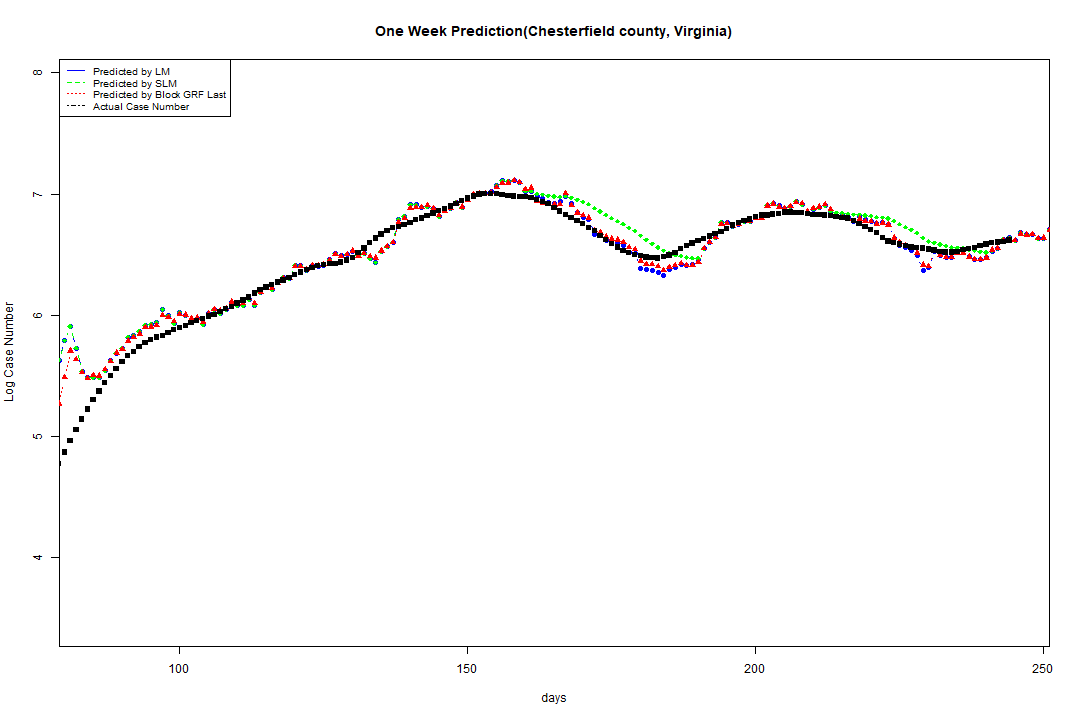 One Week Prediction(Chesterfield county, Virginia)
Predicted by LM
Predicted by SLM
Predicted by Block GRF Last
Actual Case Number
8
7
6
5
4
Log Case Number
100
150
200
250
days